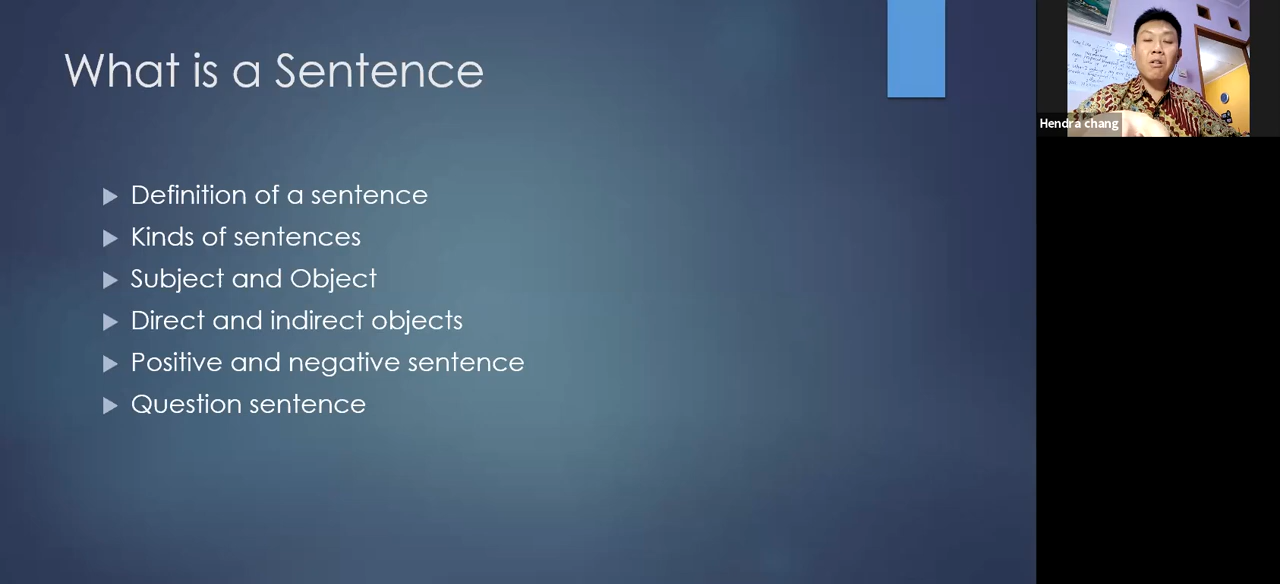 What is a Sentence
Definition of a sentence
Kinds of sentences
Subject and Object
Direct and indirect objects
Positive and negative sentence
Question sentence
Hendra chang